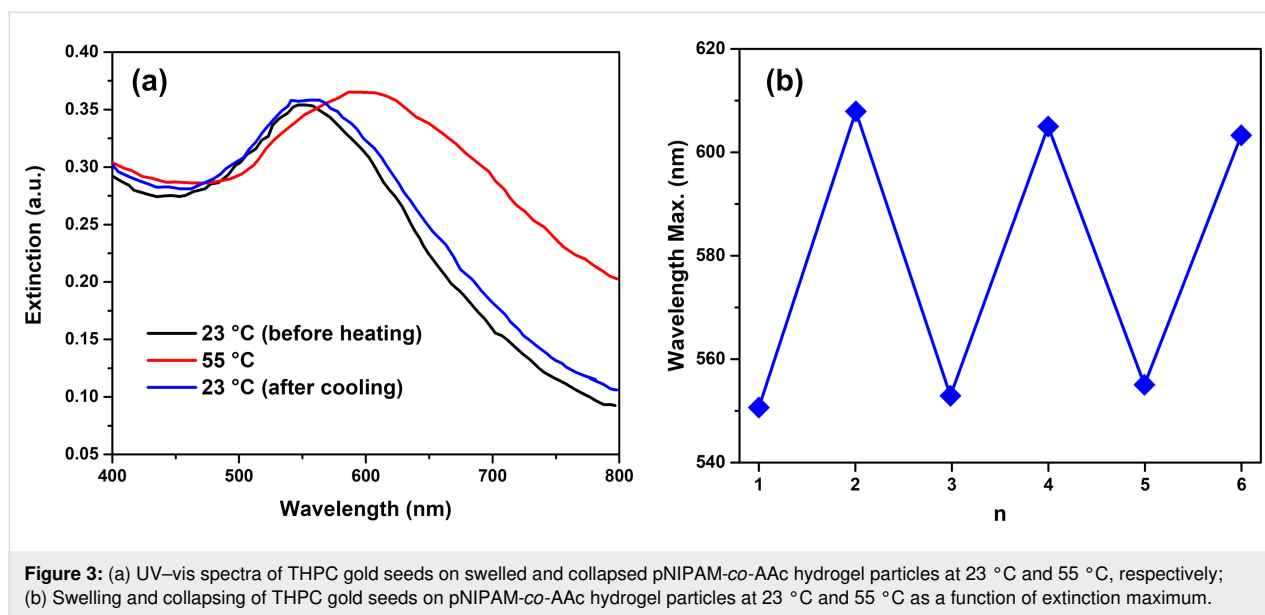 (a)
0.40
0.35
0.30
0.25
0.20
0.15
0.10
0.05
Extinction (a.u.)
23 °C (before heating)
55 °C
23 °C (after cooling)
400
500
600
700
800
Wavelength (nm)
(b)
620
600
580
560
540
Wavelength Max. (nm)
1
2
3
4
5
6
n
Figure 3: (a) UV–vis spectra of THPC gold seeds on swelled and collapsed pNIPAM-co-AAc hydrogel particles at 23 °C and 55 °C, respectively;
(b) Swelling and collapsing of THPC gold seeds on pNIPAM-co-AAc hydrogel particles at 23 °C and 55 °C as a function of extinction maximum.